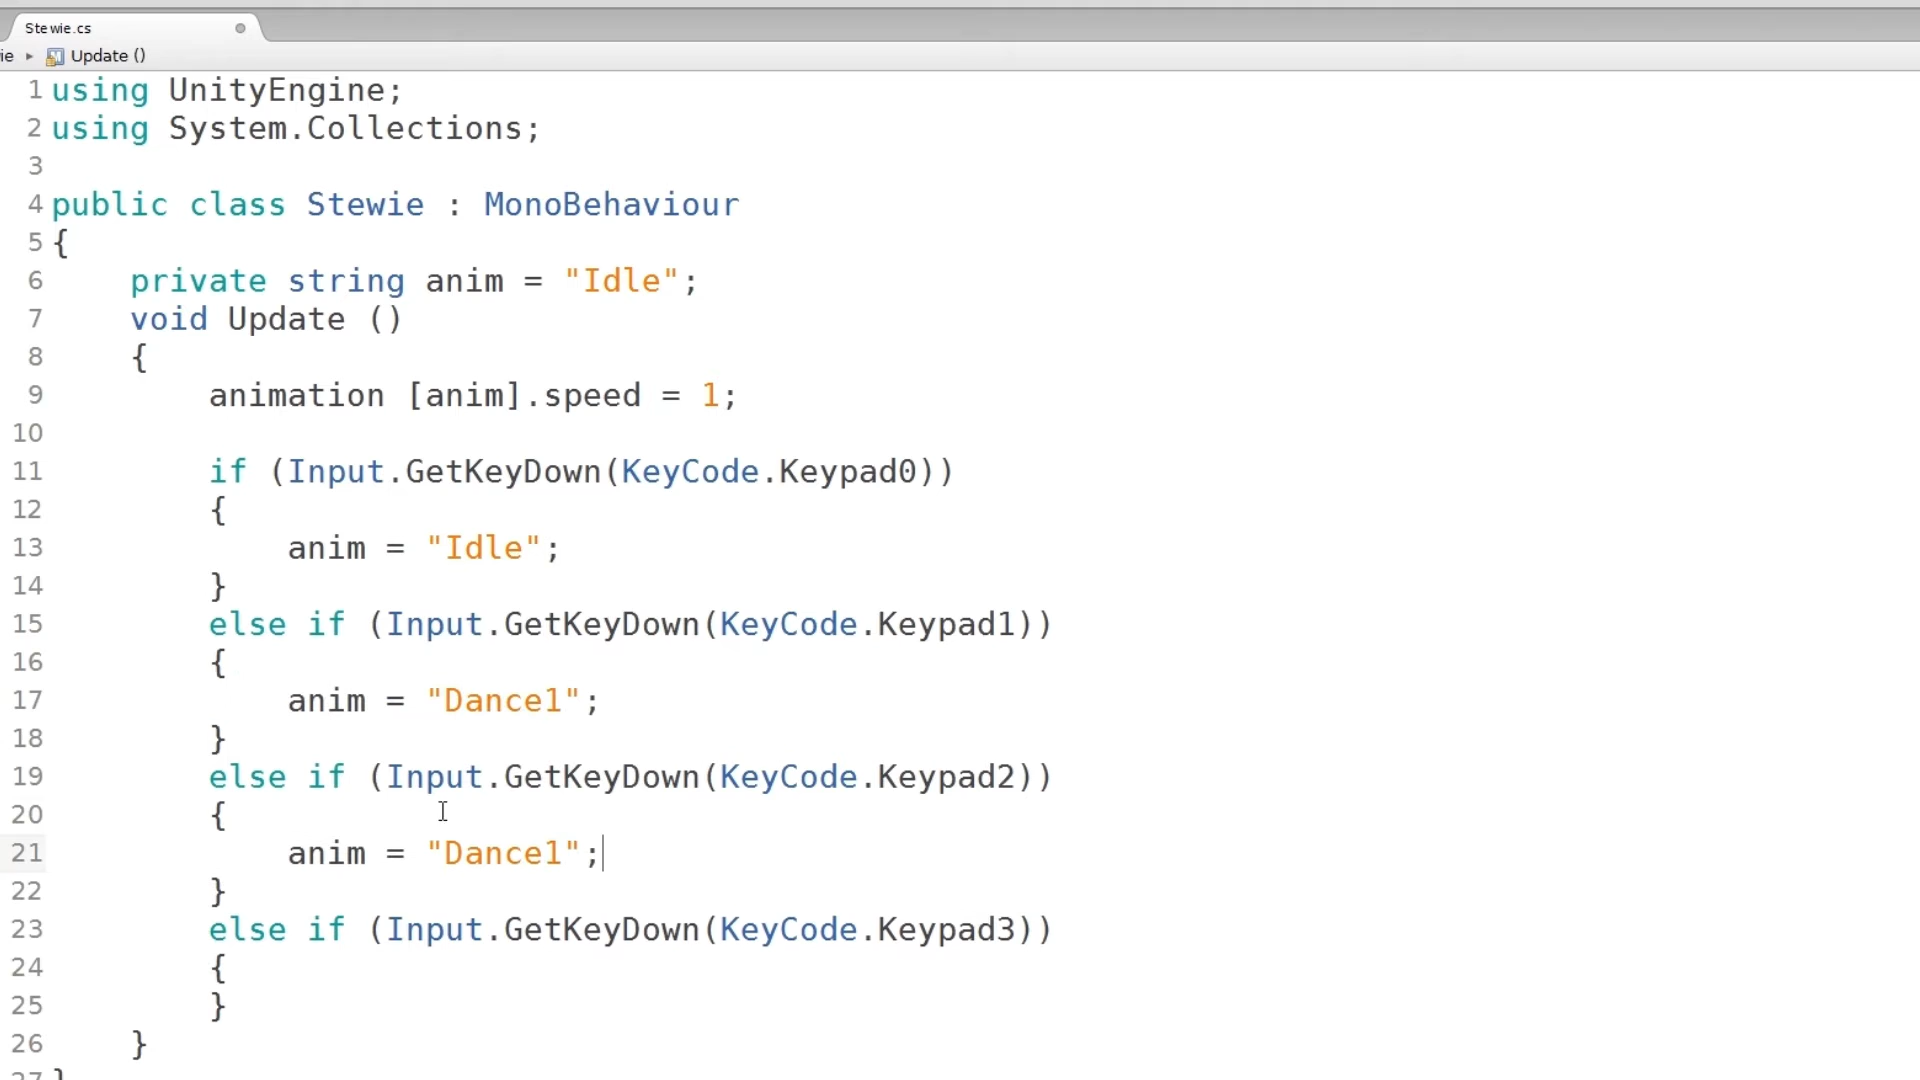 Stewie.cs
ie ▸ Update ()
1 using UnityEngine;
2 using System.Collections;
3
4 public class Stewie : MonoBehaviour
5 {
6     private string anim = "Idle";
7     void Update ()
8     {
9         animation [anim].speed = 1;
10
11         if (Input.GetKeyDown(KeyCode.Keypad0))
12         {
13             anim = "Idle";
14         }
15         else if (Input.GetKeyDown(KeyCode.Keypad1))
16         {
17             anim = "Dance1";
18         }
19         else if (Input.GetKeyDown(KeyCode.Keypad2))
20         {
21             anim = "Dance1";
22         }
23         else if (Input.GetKeyDown(KeyCode.Keypad3))
24         {
25         }
26     }
27 }